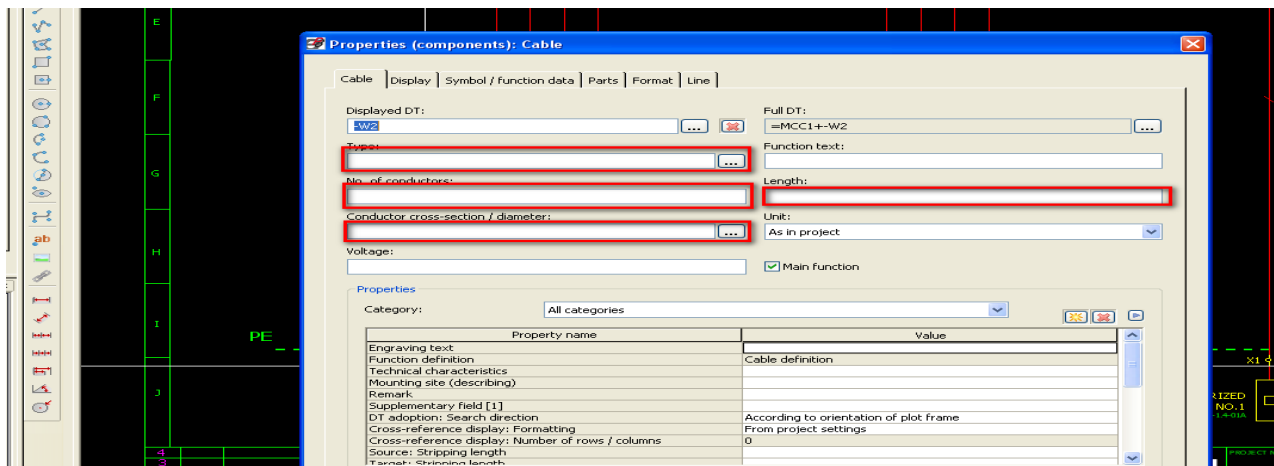 E
Properties (components): Cable
Cable Display Symbol / function data Parts Format Line
F
Displayed DT: Full DT:
-W2 ... =MCC1+-W2 ...
Type: Function text:
...
G
No. of conductors: Length:
Conductor cross-section / diameter: Unit:
... As in project
ab
H
Voltage:
Main function
Properties
Category: All categories
I
PE
Property name Value
Engraving text
Function definition Cable definition
Technical characteristics
X1
Mounting site (describing)
J
Remark
IZED
Supplementary field [1]
NO.1
DT adoption: Search direction According to orientation of plot frame
Cross-reference display: Formatting From project settings
Cross-reference display: Number of rows / columns 0
4
Source: Stripping length
3
Target: Stripping length